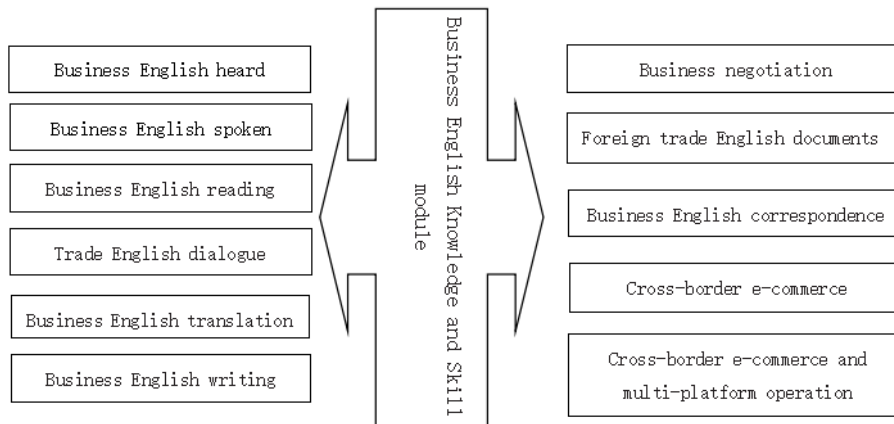 Business English heard
Business English spoken
Business English reading
Trade English dialogue
Business English translation
Business English writing
Business English Knowledge and Skill
module
Business negotiation
Foreign trade English documents
Business English correspondence
Cross-border e-commerce
Cross-border e-commerce and
multi-platform operation